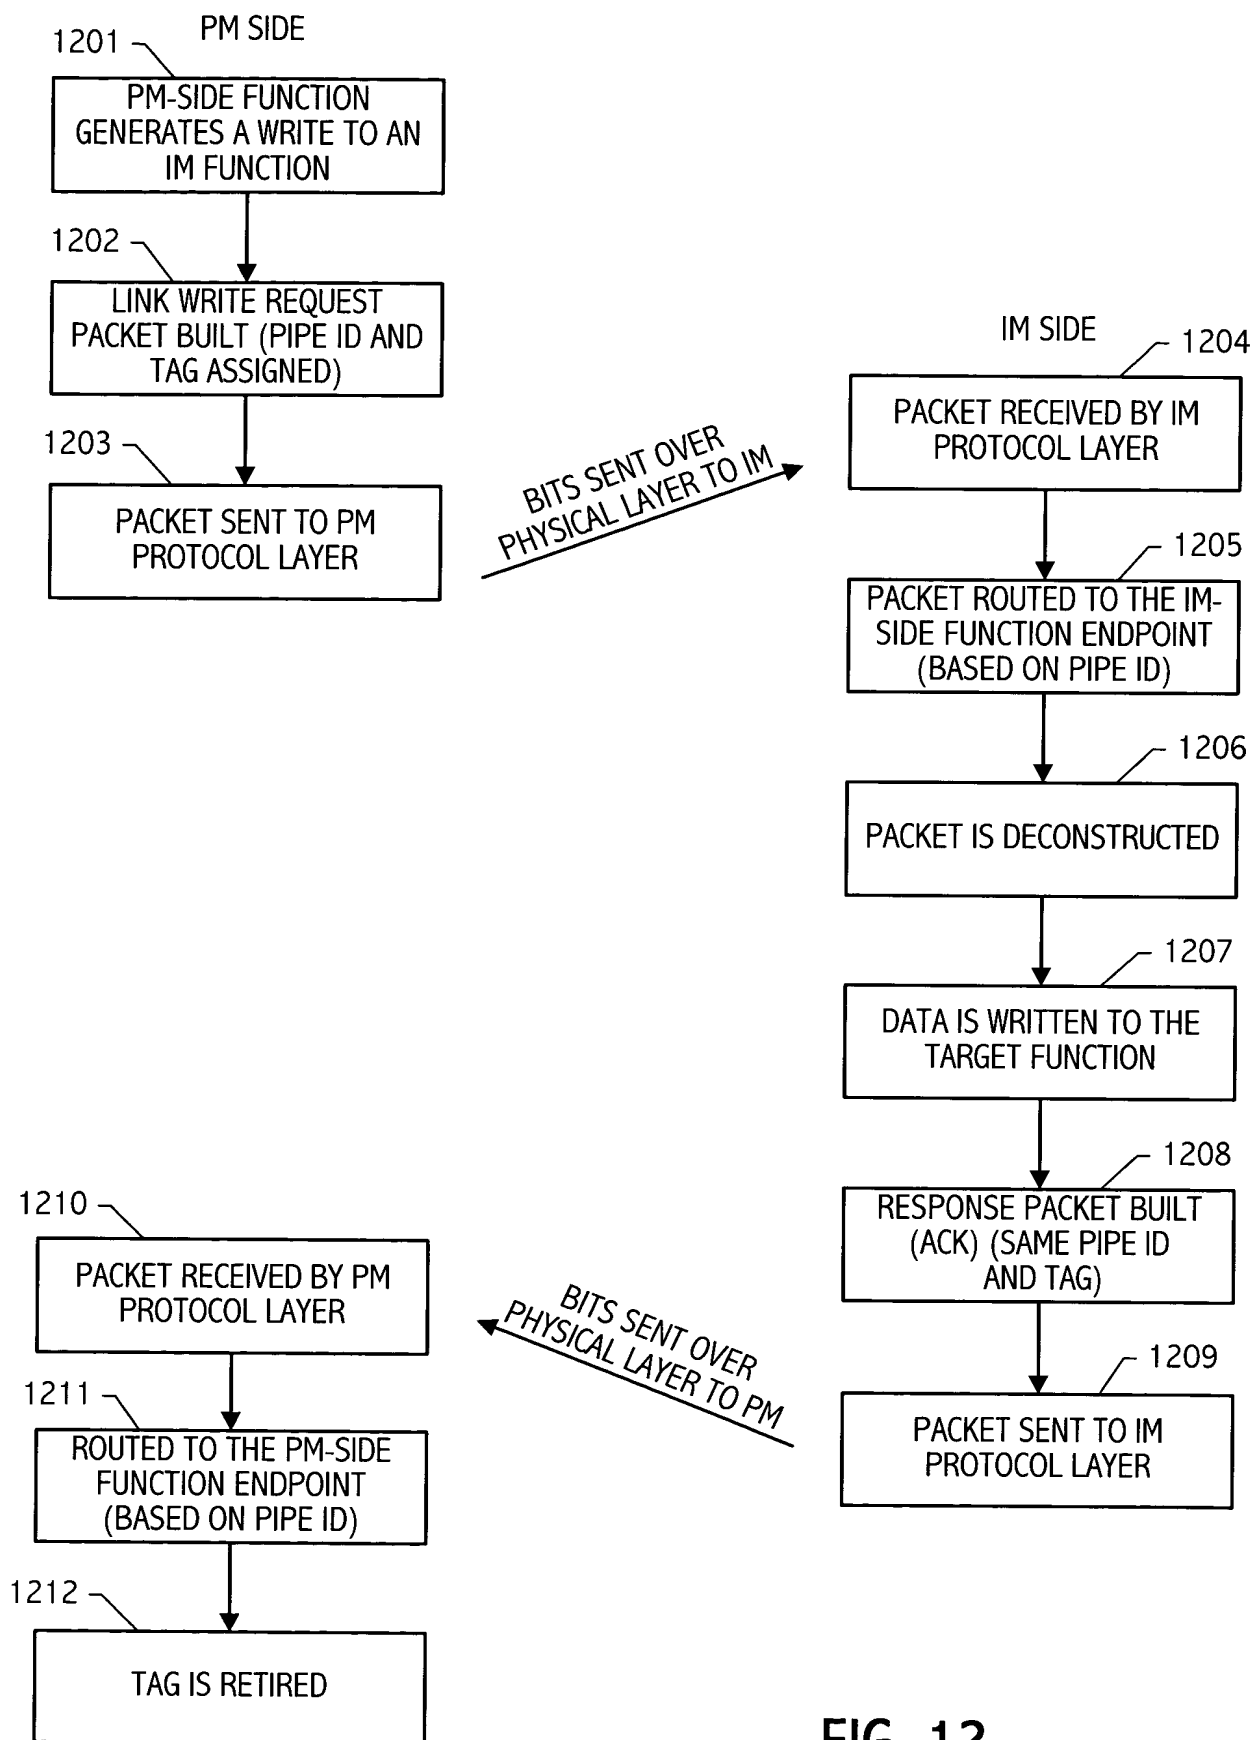 PM SIDE
1201
PM-SIDE FUNCTION
GENERATES A WRITE TO AN
IM FUNCTION
1202
LINK WRITE REQUEST
PACKET BUILT (PIPE ID AND
TAG ASSIGNED)
1203
PACKET SENT TO PM
PROTOCOL LAYER
BITS SENT OVER
PHYSICAL LAYER TO IM
IM SIDE
1204
PACKET RECEIVED BY IM
PROTOCOL LAYER
1205
PACKET ROUTED TO THE IM-
SIDE FUNCTION ENDPOINT
(BASED ON PIPE ID)
1206
PACKET IS DECONSTRUCTED
1207
DATA IS WRITTEN TO THE
TARGET FUNCTION
1208
RESPONSE PACKET BUILT
(ACK) (SAME PIPE ID
AND TAG)
1209
PACKET SENT TO IM
PROTOCOL LAYER
BITS SENT OVER
PHYSICAL LAYER TO PM
1210
PACKET RECEIVED BY PM
PROTOCOL LAYER
1211
ROUTED TO THE PM-SIDE
FUNCTION ENDPOINT
(BASED ON PIPE ID)
1212
TAG IS RETIRED
FIG. 12